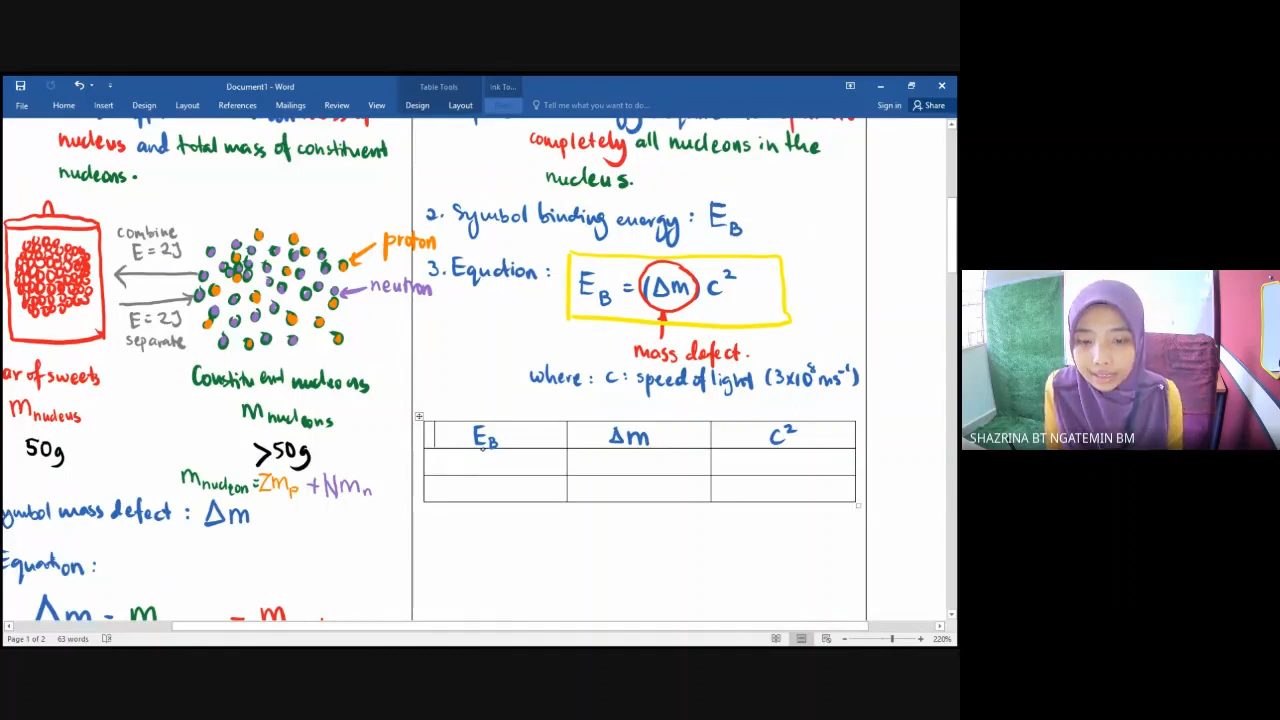 Document1 - Word
Table Tools
Ink To...
File Home Insert Design Layout References Mailings Review View Design Layout Tell me what you want to do... Sign in Share
nucleus and total mass of constituent
nucleons.
combine
E = 2J
E = 2J
separate
proton
neutron
ar of sweets
Mnucleus
50g
Constituent nucleons
Mnucleons
>50g
mnucleon = Zmp + Nmn
ymbol mass defect : Δm
Equation :
Δm = m - m
completely all nucleons in the
nucleus.
2. Symbol binding energy : EB
3. Equation : EB = (Δm) c²
mass defect.
where : c : speed of light (3x10⁸ ms⁻¹)
EB Δm c²
SHAZRINA BT NGATEMIN BM
Page 1 of 2 63 words 220%